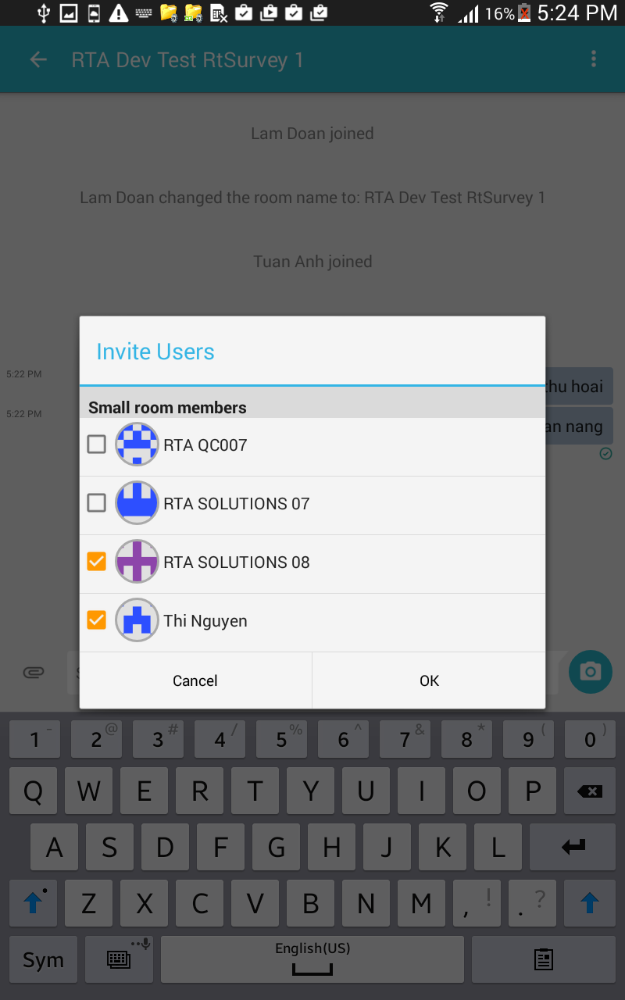 16% 5:24 PM
RTA Dev Test RtSurvey 1
Lam Doan joined
Lam Doan changed the room name to: RTA Dev Test RtSurvey 1
Tuan Anh joined
Invite Users
5:22 PM
thu hoai
Small room members
5:22 PM
an nang
RTA QC007
RTA SOLUTIONS 07
RTA SOLUTIONS 08
Thi Nguyen
Cancel OK
1 - 2 @ 3 # 4 / 5 % 6 ^ 7 & 8 * 9 ( 0 )
Q W E R T Y U I O P
A S D F G H J K L
Z X C V B N M , ! . ?
Sym English(US)